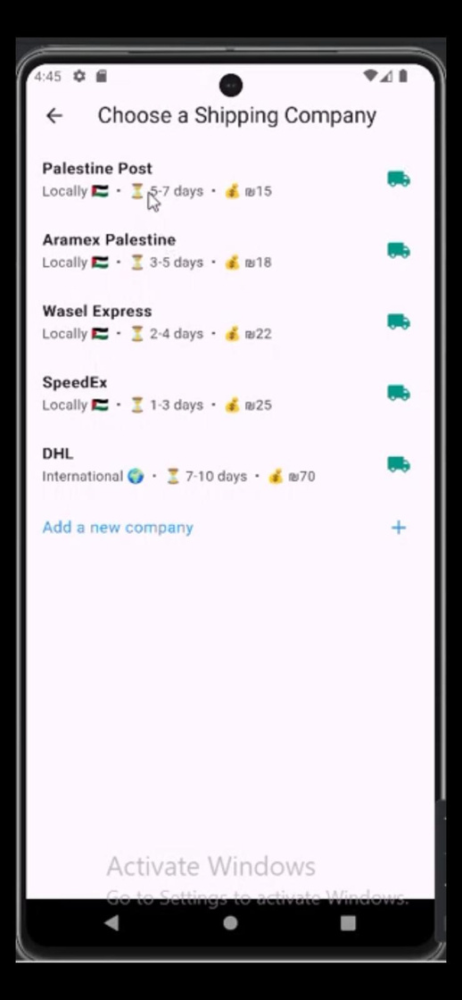 4:45
Choose a Shipping Company
Palestine Post
Locally 🇵🇸 • ⏳ 5-7 days • 💰 ₪15
Aramex Palestine
Locally 🇵🇸 • ⏳ 3-5 days • 💰 ₪18
Wasel Express
Locally 🇵🇸 • ⏳ 2-4 days • 💰 ₪22
SpeedEx
Locally 🇵🇸 • ⏳ 1-3 days • 💰 ₪25
DHL
International 🌍 • ⏳ 7-10 days • 💰 ₪70
Add a new company
Activate Windows
Go to Settings to activate Windows.